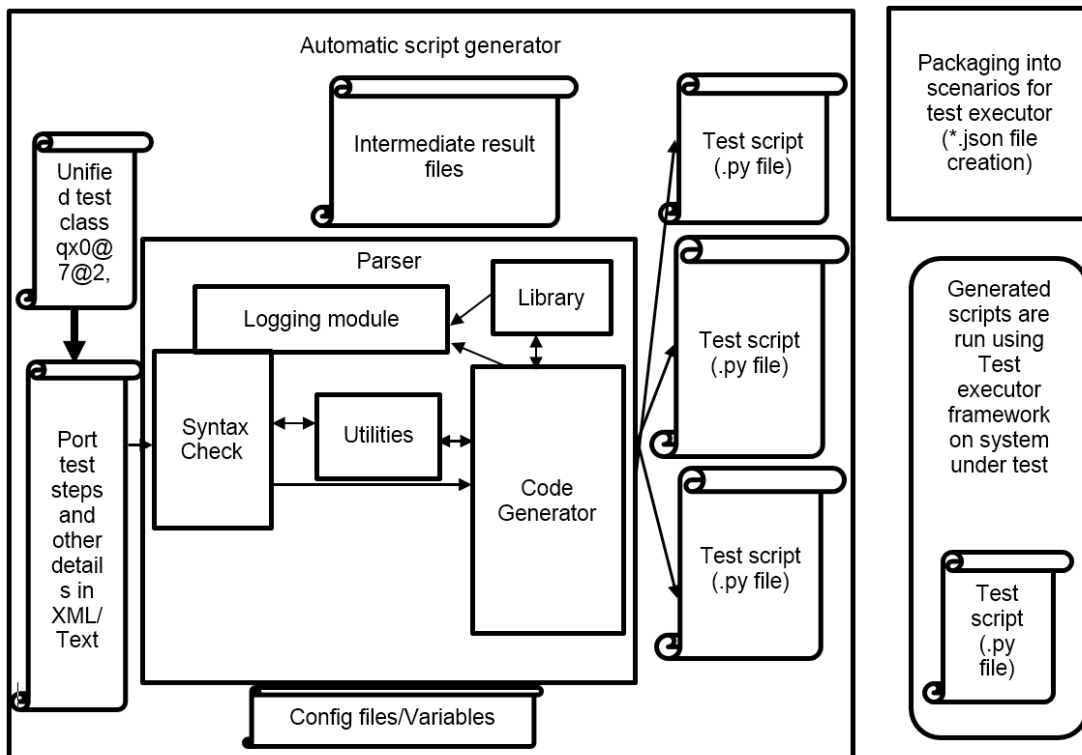 Automatic script generator
Unifie
d test
class
qx0@
7@2,
Port
test
steps
and
other
detail
s in
XML/
Text
Intermediate result
files
Parser
Logging module
Library
Syntax
Check
Utilities
Code
Generator
Config files/Variables
Test script
(.py file)
Test script
(.py file)
Test script
(.py file)
Packaging into
scenarios for
test executor
(*.json file
creation)
Generated
scripts are
run using
Test
executor
framework
on system
under test
Test
script
(.py
file)